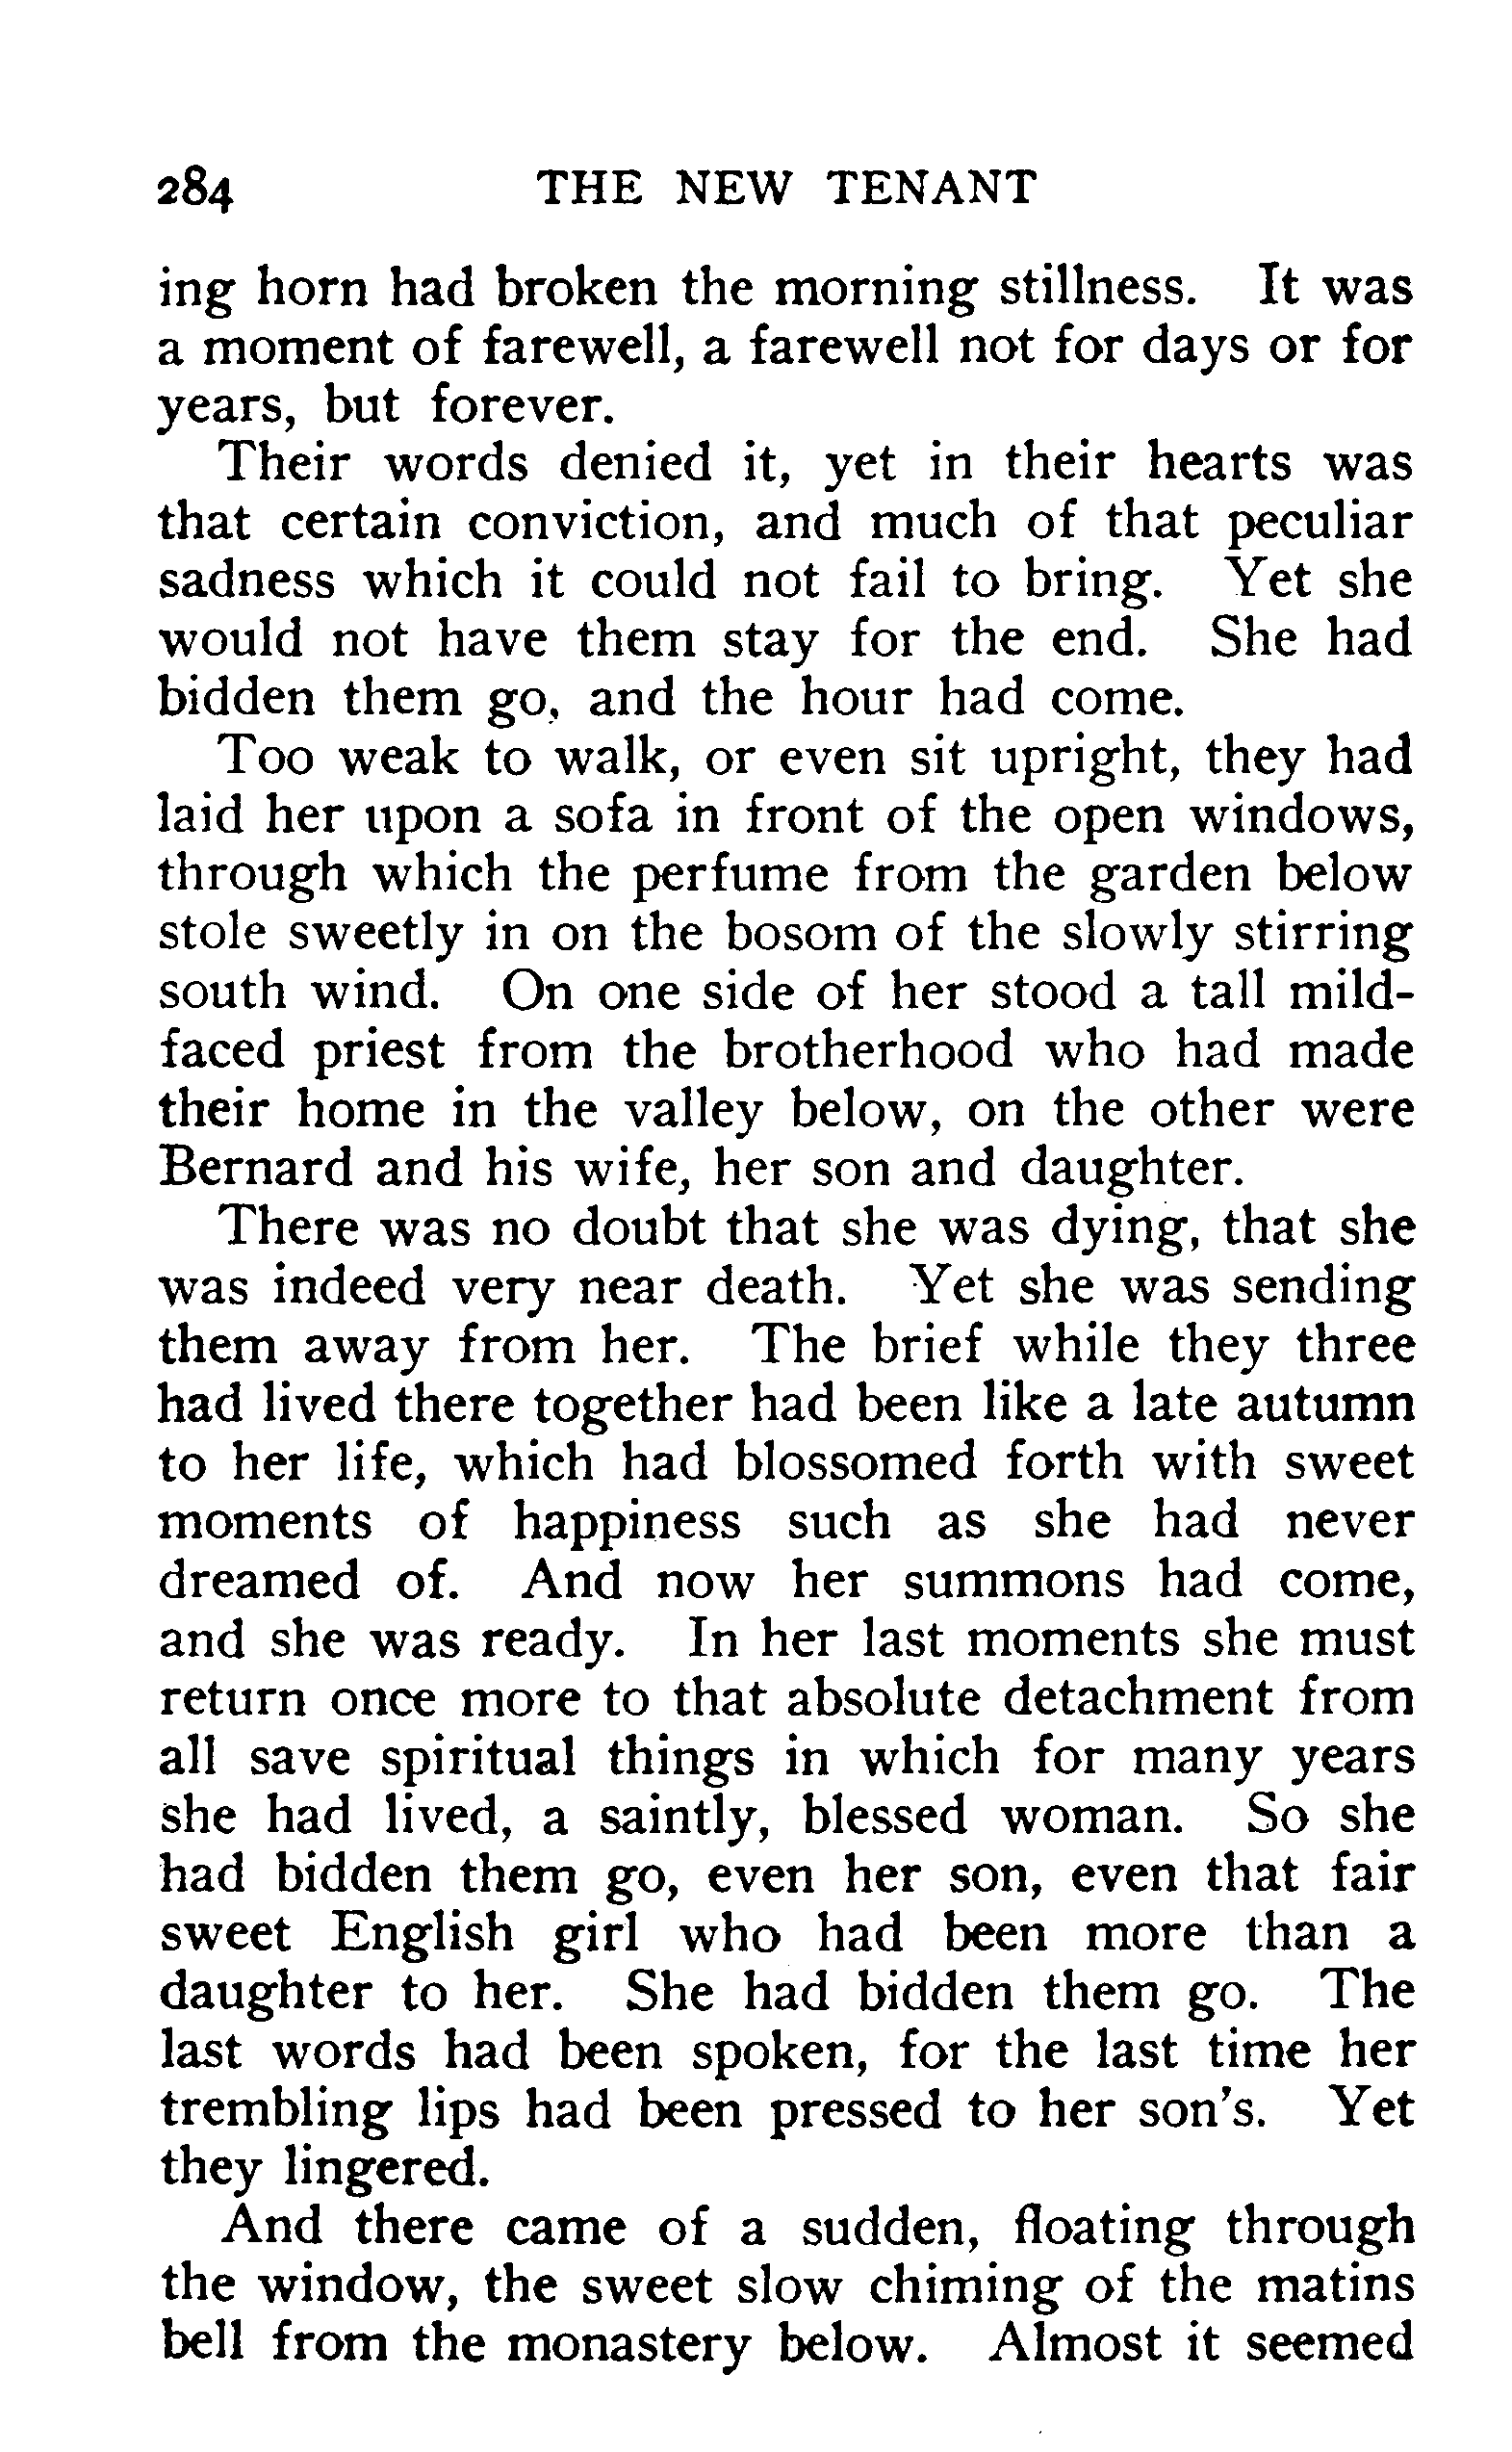 284 THE NEW TENANT
ing horn had broken the morning stillness. It was
a moment of farewell, a farewell not for days or for
years, but forever.
Their words denied it, yet in their hearts was
that certain conviction, and much of that peculiar
sadness which it could not fail to bring. Yet she
would not have them stay for the end. She had
bidden them go, and the hour had come.
Too weak to walk, or even sit upright, they had
laid her upon a sofa in front of the open windows,
through which the perfume from the garden below
stole sweetly in on the bosom of the slowly stirring
south wind. On one side of her stood a tall mild-
faced priest from the brotherhood who had made
their home in the valley below, on the other were
Bernard and his wife, her son and daughter.
There was no doubt that she was dying, that she
was indeed very near death. Yet she was sending
them away from her. The brief while they three
had lived there together had been like a late autumn
to her life, which had blossomed forth with sweet
moments of happiness such as she had never
dreamed of. And now her summons had come,
and she was ready. In her last moments she must
return once more to that absolute detachment from
all save spiritual things in which for many years
she had lived, a saintly, blessed woman. So she
had bidden them go, even her son, even that fair
sweet English girl who had been more than a
daughter to her. She had bidden them go. The
last words had been spoken, for the last time her
trembling lips had been pressed to her son's. Yet
they lingered.
And there came of a sudden, floating through
the window, the sweet slow chiming of the matins
bell from the monastery below. Almost it seemed